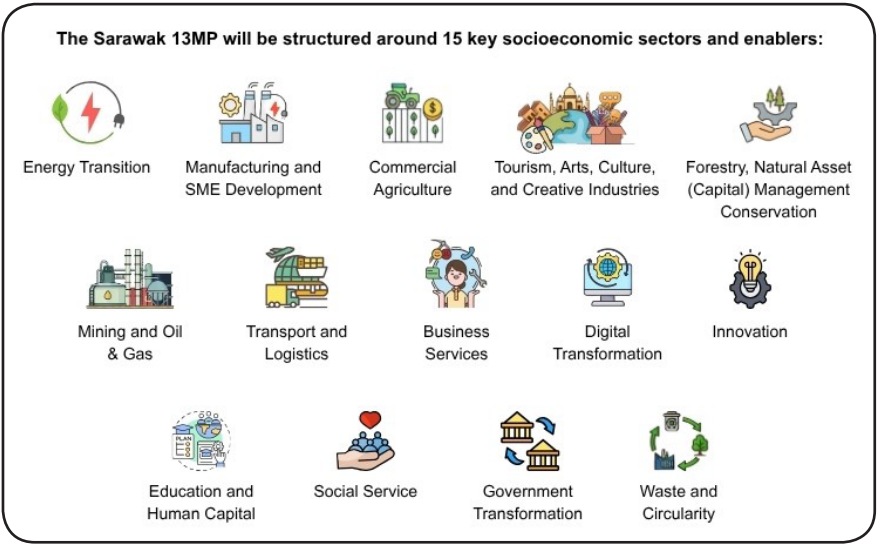 The Sarawak 13MP will be structured around 15 key socioeconomic sectors and enablers:
Energy Transition
Manufacturing and
SME Development
Commercial
Agriculture
Tourism, Arts, Culture,
and Creative Industries
Forestry, Natural Asset
(Capital) Management
Conservation
Mining and Oil
& Gas
Transport and
Logistics
Business
Services
Digital
Transformation
Innovation
PLAN
Education and
Human Capital
Social Service
Government
Transformation
Waste and
Circularity